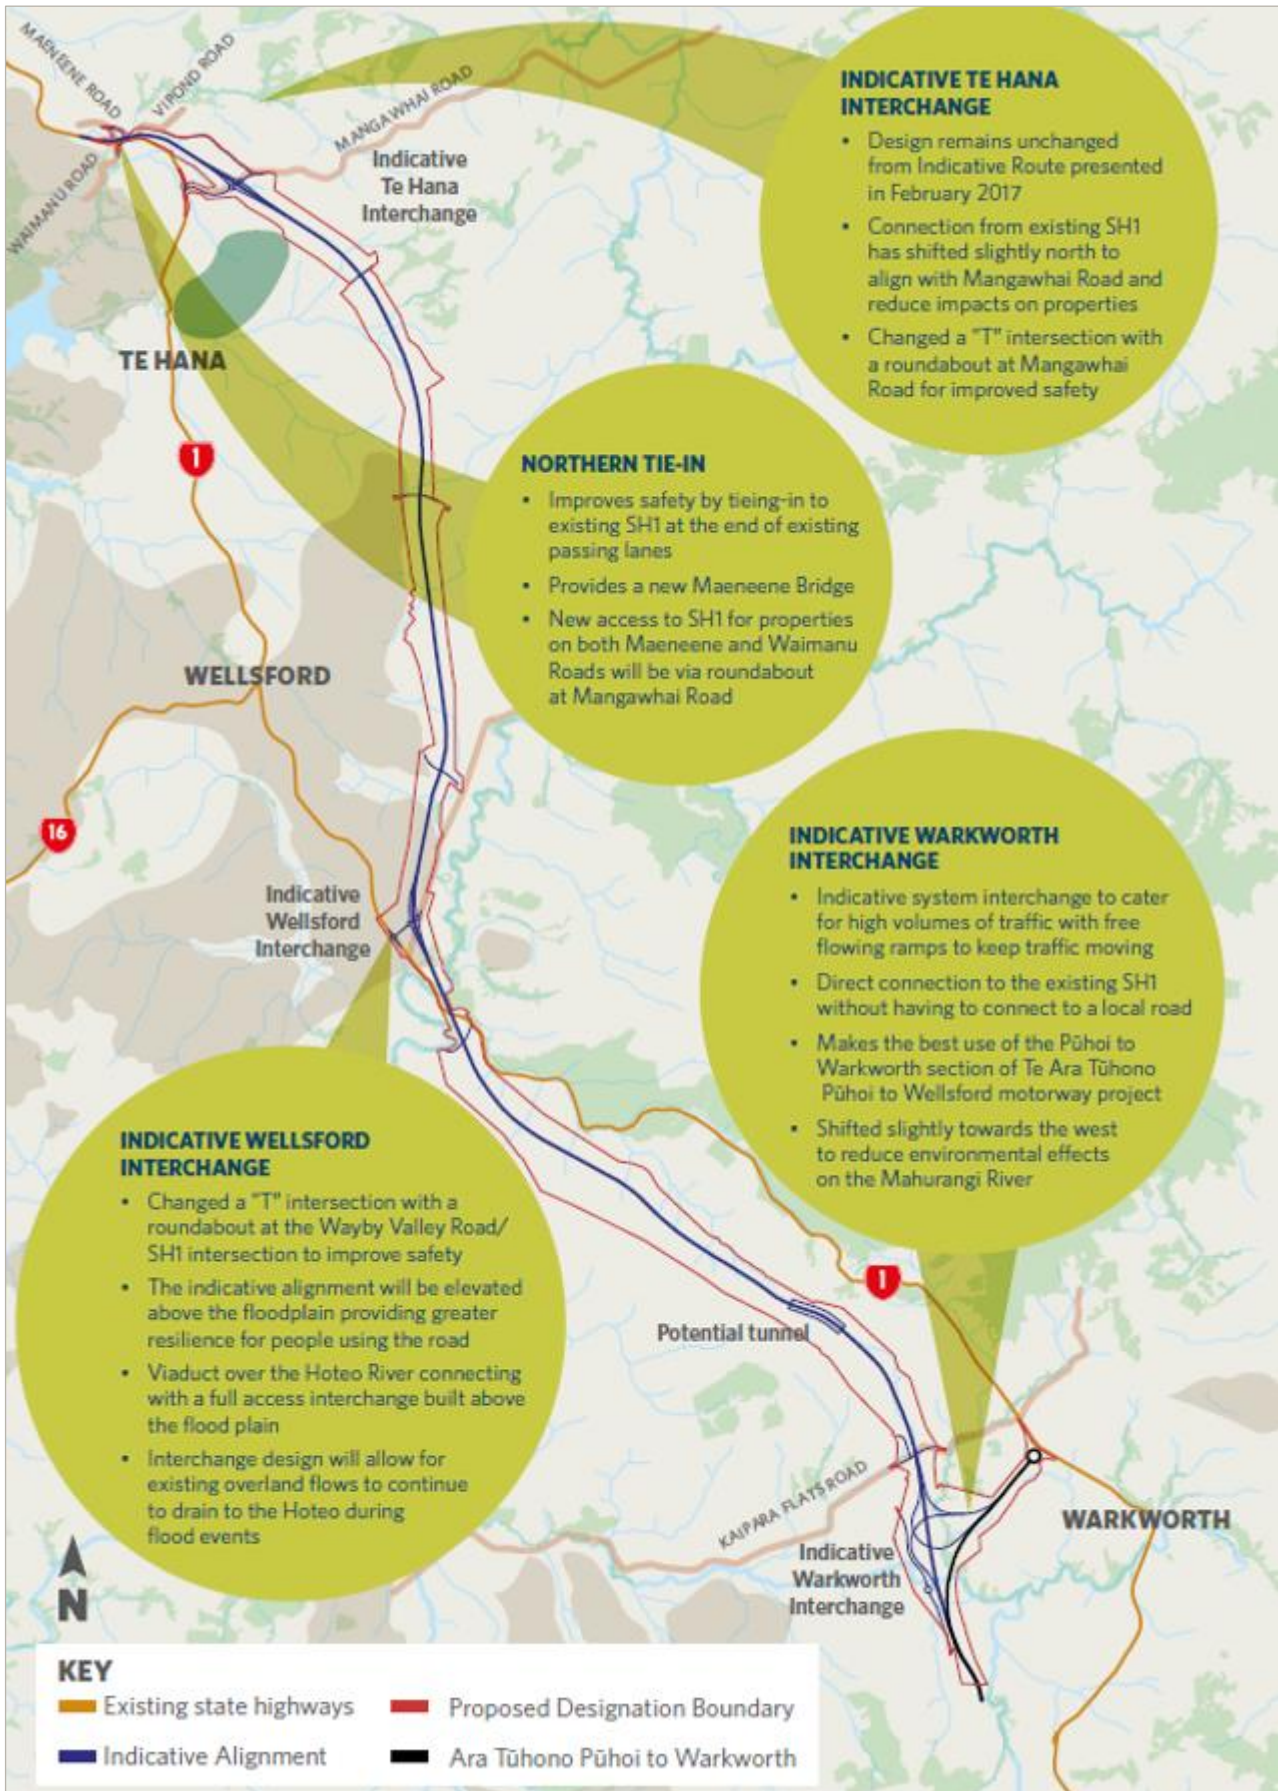 MAENEENE ROAD
VIPOND ROAD
MANGAWHAI ROAD
WAIMANU ROAD
Indicative
Te Hana
Interchange
INDICATIVE TE HANA
INTERCHANGE
• Design remains unchanged
from Indicative Route presented
in February 2017
• Connection from existing SH1
has shifted slightly north to
align with Mangawhai Road and
reduce impacts on properties
• Changed a "T" intersection with
a roundabout at Mangawhai
Road for improved safety
TE HANA
1
NORTHERN TIE-IN
• Improves safety by tieing-in to
existing SH1 at the end of existing
passing lanes
• Provides a new Maeneene Bridge
• New access to SH1 for properties
on both Maeneene and Waimanu
Roads will be via roundabout
at Mangawhai Road
WELLSFORD
16
Indicative
Wellsford
Interchange
INDICATIVE WARKWORTH
INTERCHANGE
• Indicative system interchange to cater
for high volumes of traffic with free
flowing ramps to keep traffic moving
• Direct connection to the existing SH1
without having to connect to a local road
• Makes the best use of the Pūhoi to
Warkworth section of Te Ara Tūhono
Pūhoi to Wellsford motorway project
• Shifted slightly towards the west
to reduce environmental effects
on the Mahurangi River
INDICATIVE WELLSFORD
INTERCHANGE
• Changed a "T" intersection with a
roundabout at the Wayby Valley Road/
SH1 intersection to improve safety
• The indicative alignment will be elevated
above the floodplain providing greater
resilience for people using the road
• Viaduct over the Hoteo River connecting
with a full access interchange built above
the flood plain
• Interchange design will allow for
existing overland flows to continue
to drain to the Hoteo during
flood events
1
Potential tunnel
KAIPARA FLATS ROAD
WARKWORTH
Indicative
Warkworth
Interchange
N
KEY
Existing state highways
Proposed Designation Boundary
Indicative Alignment
Ara Tūhono Pūhoi to Warkworth